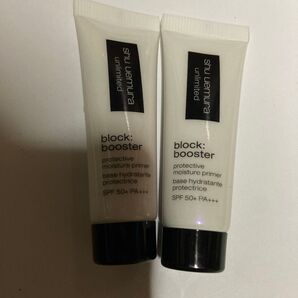 shu uemura
unlimited
block:
booster
protective
moisture primer
base hydratante
protectrice
SPF 50+ PA+++
shu uemura
unlimited
block:
booster
protective
moisture primer
base hydratante
protectrice
SPF 50+ PA+++